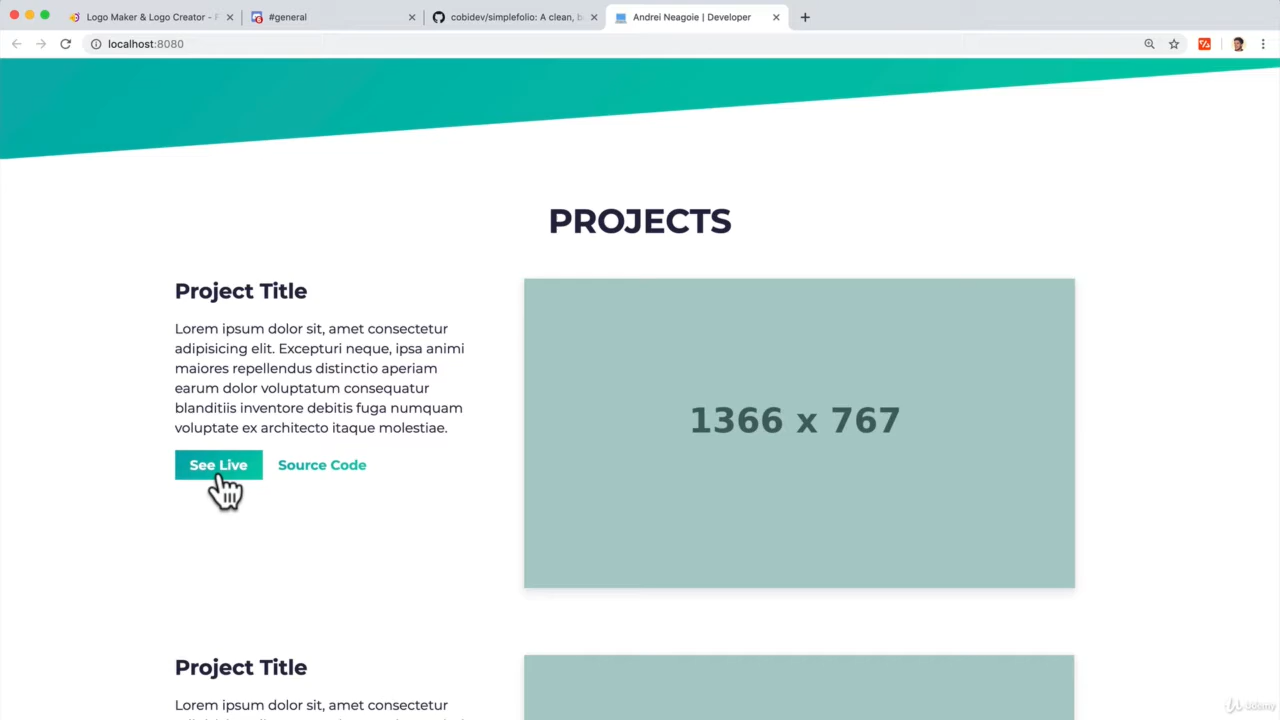 Logo Maker & Logo Creator - F
#general
cobidev/simplefolio: A clean, b
Andrei Neagoie | Developer
localhost:8080
PROJECTS
Project Title
Lorem ipsum dolor sit, amet consectetur
adipisicing elit. Excepturi neque, ipsa animi
maiores repellendus distinctio aperiam
earum dolor voluptatum consequatur
blanditiis inventore debitis fuga numquam
voluptate ex architecto itaque molestiae.
See Live
Source Code
1366 x 767
Project Title
Lorem ipsum dolor sit, amet consectetur
Udemy